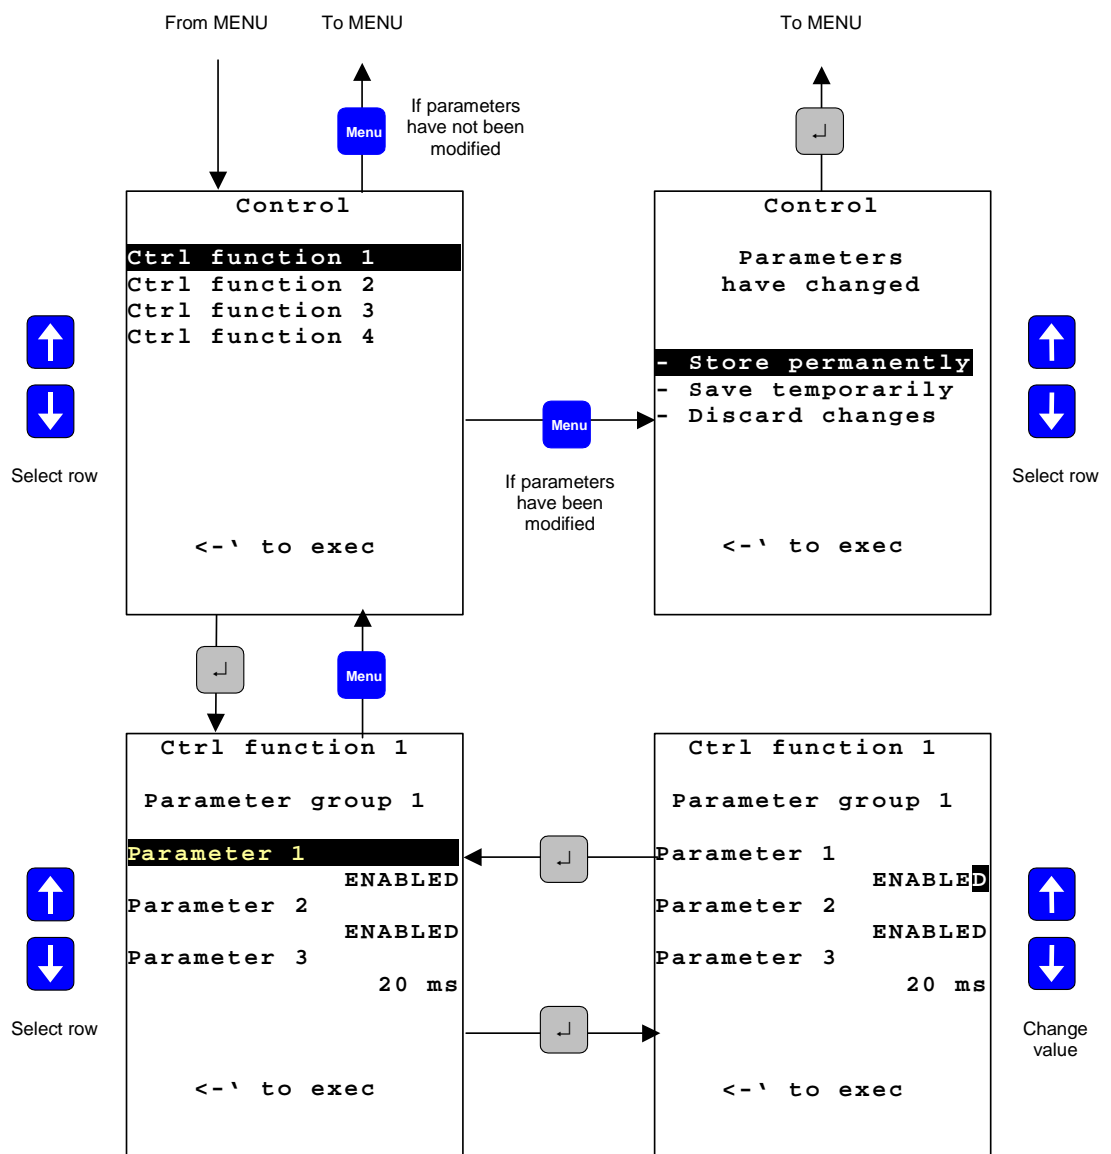 From MENU
To MENU
To MENU
Menu
If parameters
have not been
modified
↵
Control
Ctrl function 1
Ctrl function 2
Ctrl function 3
Ctrl function 4
<-‛ to exec
Select row
Menu
If parameters
have been
modified
Control
Parameters
have changed
- Store permanently
- Save temporarily
- Discard changes
<-‛ to exec
Select row
↵
Menu
Ctrl function 1
Parameter group 1
Parameter 1
ENABLED
Parameter 2
ENABLED
Parameter 3
20 ms
<-‛ to exec
Select row
↵
↵
Ctrl function 1
Parameter group 1
Parameter 1
ENABLED
Parameter 2
ENABLED
Parameter 3
20 ms
<-‛ to exec
Change
value